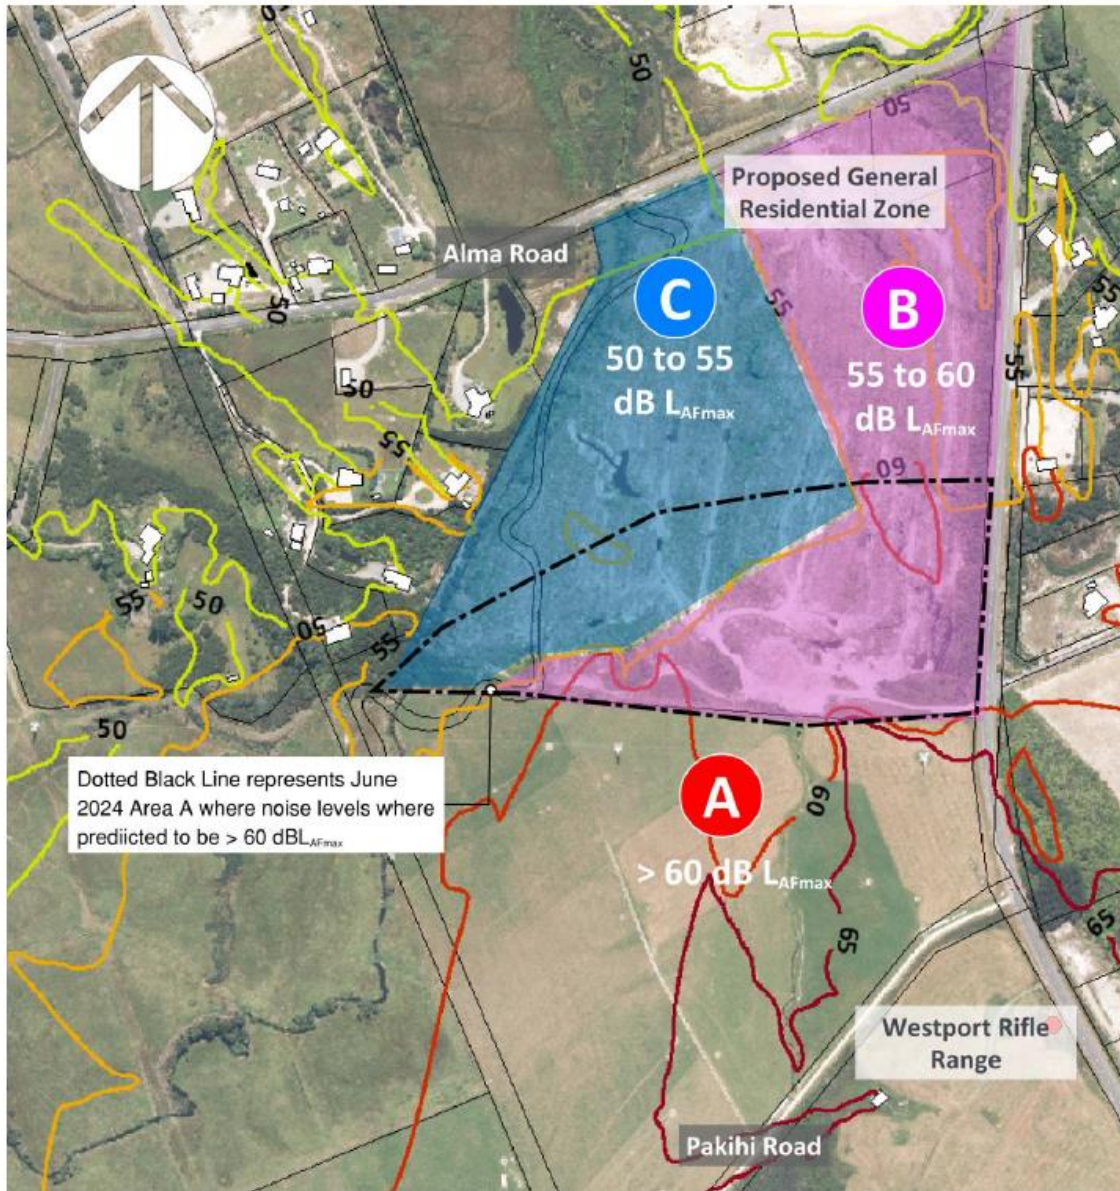 50
50
50
Proposed General
Residential Zone
Alma Road
C
B
50
55
55
50 to 55
dB LAFmax
55 to 60
dB LAFmax
55
50
55
60
55
50
50
55
50
Dotted Black Line represents June
2024 Area A where noise levels where
prediicted to be > 60 dBLAFmax
A
60
> 60 dB LAFmax
65
65
Westport Rifle
Range
Pakihi Road